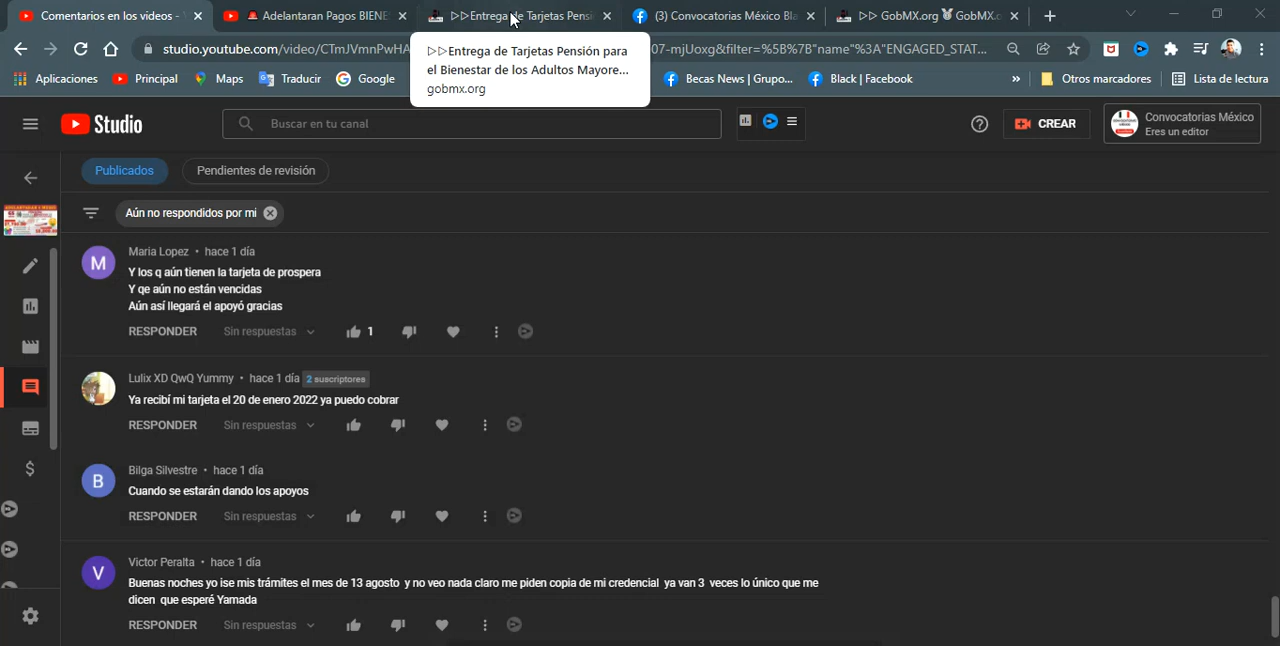 Comentarios en los videos -
Adelantaran Pagos BIENE
▷▷Entrega de Tarjetas Pensi
(3) Convocatorias México Bla
▷▷ GobMX.org 🥇 GobMX.o
studio.youtube.com/video/CTmJVmnPwHA
07-mjUoxg&filter=%5B%7B"name"%3A"ENGAGED_STAT...
▷▷Entrega de Tarjetas Pensión para
el Bienestar de los Adultos Mayore...
gobmx.org
Aplicaciones
Principal
Maps
Traducir
Google
Becas News | Grupo...
Black | Facebook
»
Otros marcadores
Lista de lectura
Studio
Buscar en tu canal
CREAR
Convocatorias México
Eres un editor
Publicados
Pendientes de revisión
Aún no respondidos por mi
Maria Lopez • hace 1 día
Y los q aún tienen la tarjeta de prospera
Y qe aún no están vencidas
Aún así llegará el apoyó gracias
RESPONDER Sin respuestas 1
Lulix XD QwQ Yummy • hace 1 día 2 suscriptores
Ya recibí mi tarjeta el 20 de enero 2022 ya puedo cobrar
RESPONDER Sin respuestas
B
Bilga Silvestre • hace 1 día
Cuando se estarán dando los apoyos
RESPONDER Sin respuestas
V
Victor Peralta • hace 1 día
Buenas noches yo ise mis trámites el mes de 13 agosto y no veo nada claro me piden copia de mi credencial ya van 3 veces lo único que me
dicen que esperé Yamada
RESPONDER Sin respuestas
M